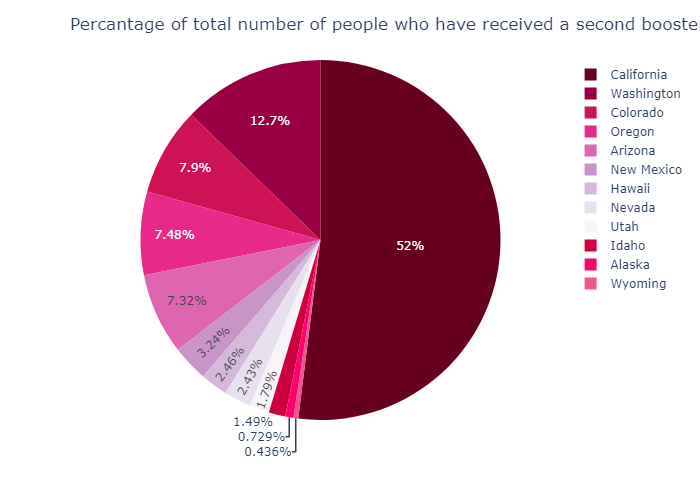 Percantage of total number of people who have received a second booster
California
Washington
Colorado
Oregon
Arizona
New Mexico
Hawaii
Nevada
Utah
Idaho
Alaska
Wyoming
12.7%
7.9%
7.48%
52%
7.32%
3.24%
2.46%
2.43%
1.79%
1.49%
0.729%
0.436%